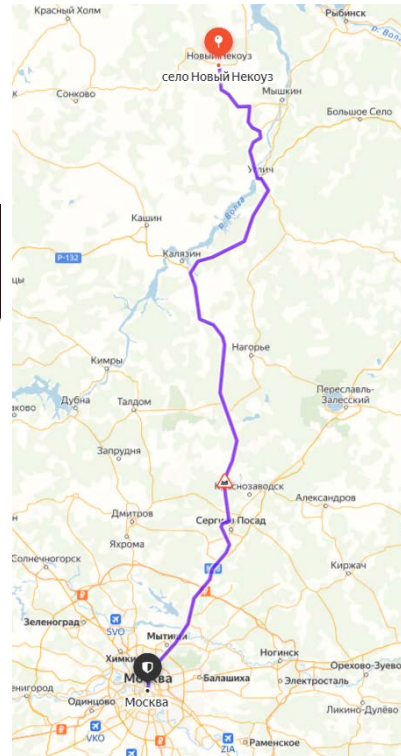 Красный Холм
Рыбинск
р. Волга
Новый Некоуз
село Новый Некоуз
Сонково
Мышкин
Большое Село
Углич
р. Волга
Кашин
Р-132
Калязин
цы
Нагорье
Кимры
Дубна
Талдом
Переславль-
Залесский
Запрудня
Краснозаводск
Александров
Дмитров
Сергиев Посад
Яхрома
Солнечногорск
Киржач
Зеленоград
SVO
Мытищи
Химки
Ногинск
Москва
Балашиха
Орехово-Зуево
Электросталь
Москва
Одинцово
Ликино-Дулёво
VKO
Раменское
ZIA